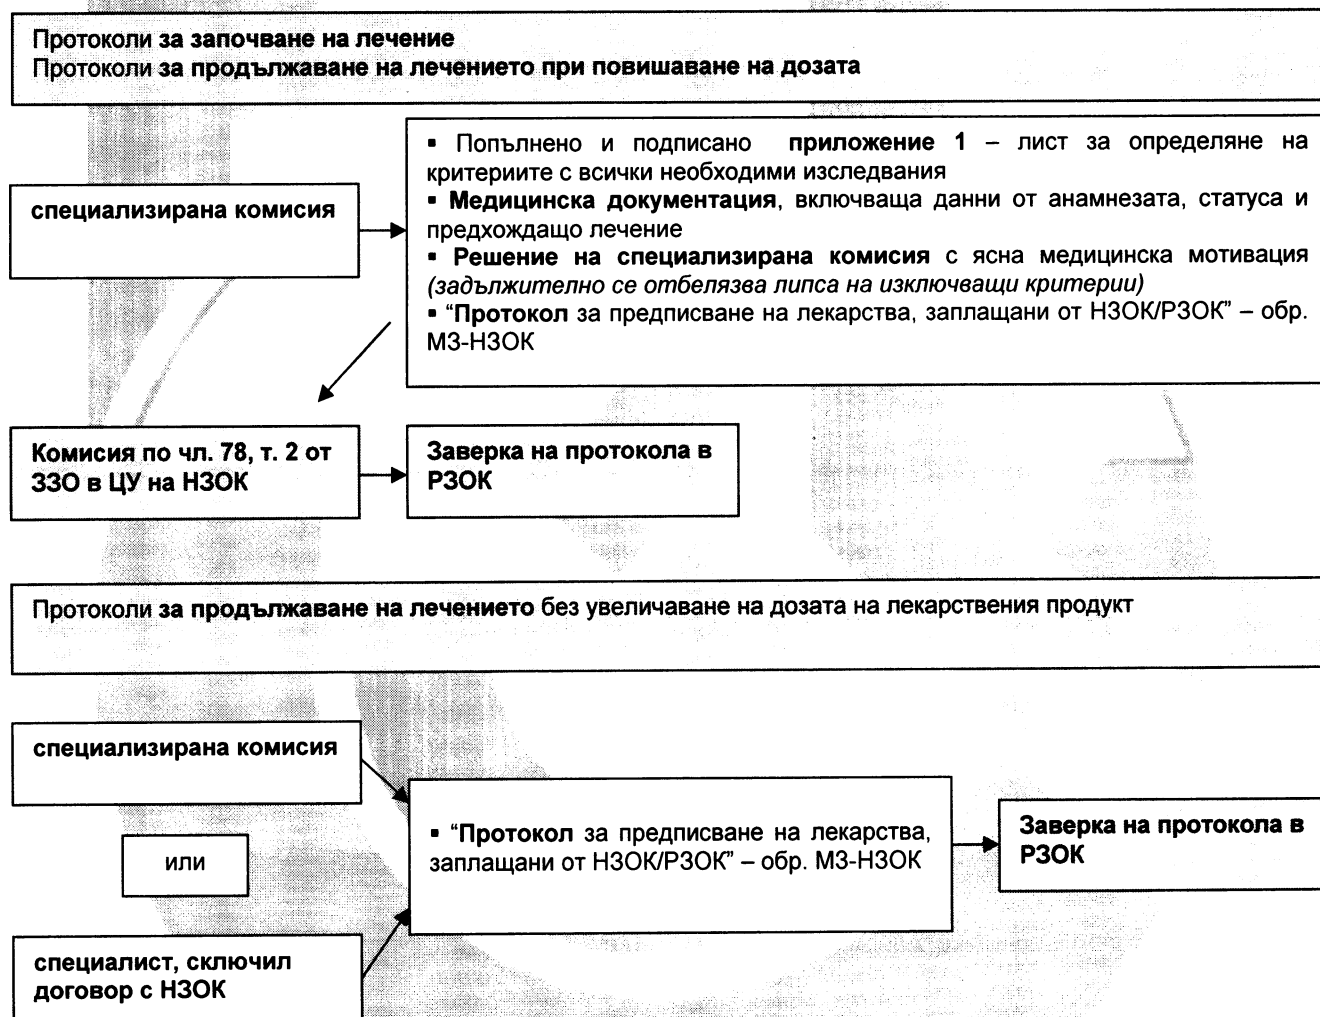 Протоколи за започване на лечение
Протоколи за продължаване на лечението при повишаване на дозата
специализирана комисия
▪ Попълнено и подписано приложение 1 – лист за определяне на
критериите с всички необходими изследвания
▪ Медицинска документация, включваща данни от анамнезата, статуса и
предхождащо лечение
▪ Решение на специализирана комисия с ясна медицинска мотивация
(задължително се отбелязва липса на изключващи критерии)
▪ “Протокол за предписване на лекарства, заплащани от НЗОК/РЗОК” – обр.
МЗ-НЗОК
Комисия по чл. 78, т. 2 от
ЗЗО в ЦУ на НЗОК
Заверка на протокола в
РЗОК
Протоколи за продължаване на лечението без увеличаване на дозата на лекарствения продукт
специализирана комисия
или
специалист, сключил
договор с НЗОК
▪ “Протокол за предписване на лекарства,
заплащани от НЗОК/РЗОК” – обр. МЗ-НЗОК
Заверка на протокола в
РЗОК